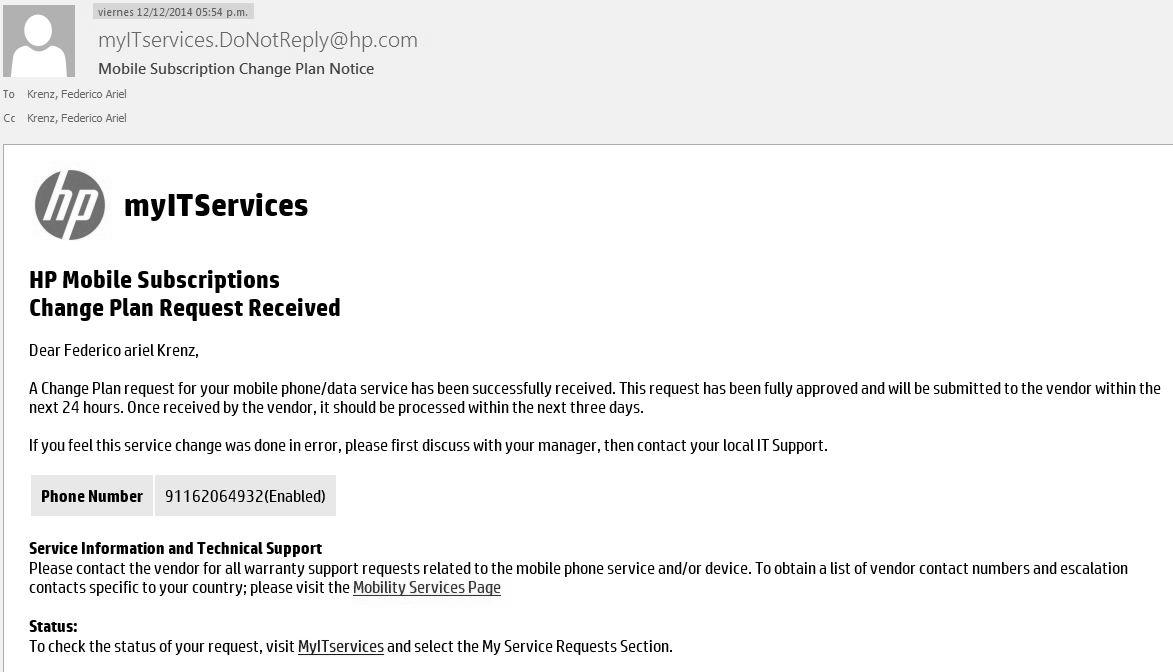 viernes 12/12/2014 05:54 p.m.
myITservices.DoNotReply@hp.com
Mobile Subscription Change Plan Notice
To Krenz, Federico Ariel
Cc Krenz, Federico Ariel
hp myITServices
HP Mobile Subscriptions
Change Plan Request Received
Dear Federico ariel Krenz,
A Change Plan request for your mobile phone/data service has been successfully received. This request has been fully approved and will be submitted to the vendor within the
next 24 hours. Once received by the vendor, it should be processed within the next three days.
If you feel this service change was done in error, please first discuss with your manager, then contact your local IT Support.
Phone Number 91162064932(Enabled)
Service Information and Technical Support
Please contact the vendor for all warranty support requests related to the mobile phone service and/or device. To obtain a list of vendor contact numbers and escalation
contacts specific to your country; please visit the Mobility Services Page
Status:
To check the status of your request, visit MyITservices and select the My Service Requests Section.